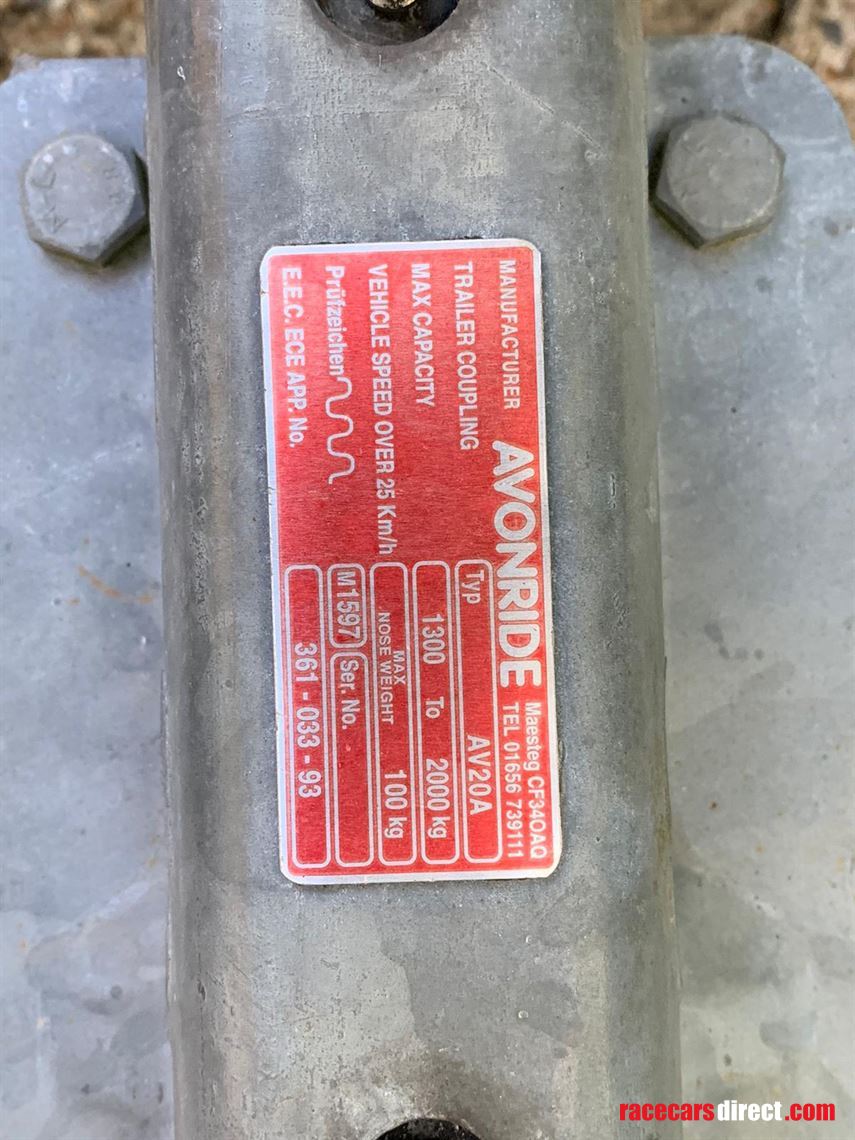 MANUFACTURER AVONRIDE Maesteg CF34OAQ
TEL 01656 739111
TRAILER COUPLING Typ AV20A
MAX CAPACITY 1300 To 2000 kg
VEHICLE SPEED OVER 25 Km/h MAX NOSE WEIGHT 100 kg
Prüfzeichen M1597 Ser. No.
E.E.C. ECE APP. No. 361 - 033 - 93
racecarsdirect.com